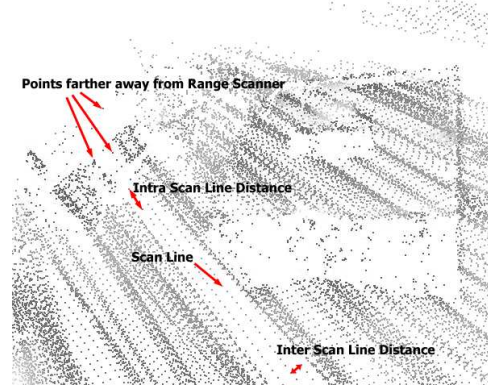 Points farther away from Range Scanner
Intra Scan Line Distance
Scan Line
Inter Scan Line Distance